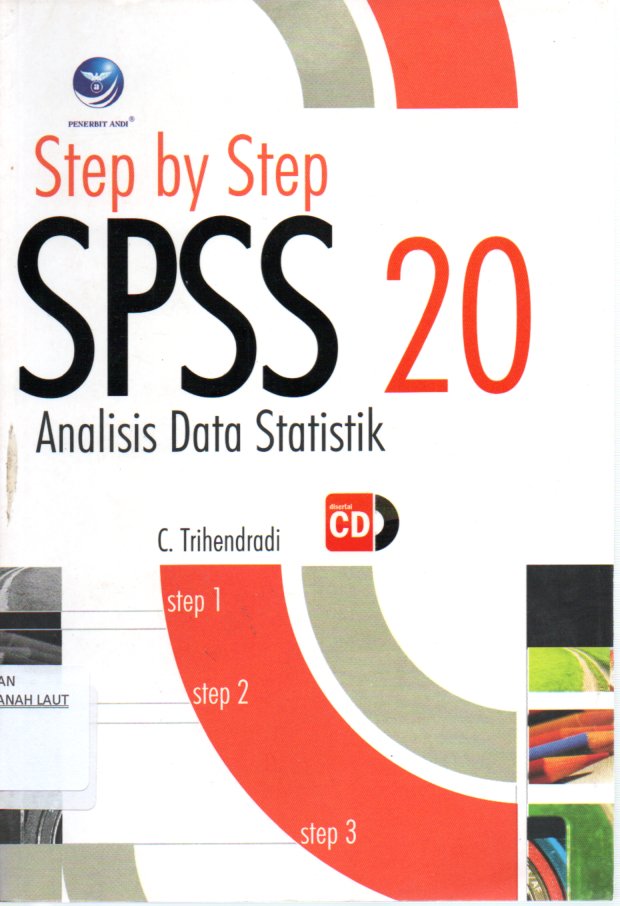 PENERBIT ANDI®
Step by Step
SPSS 20
Analisis Data Statistik
disertai
CD
C. Trihendradi
step 1
AN
ANAH LAUT
step 2
step 3